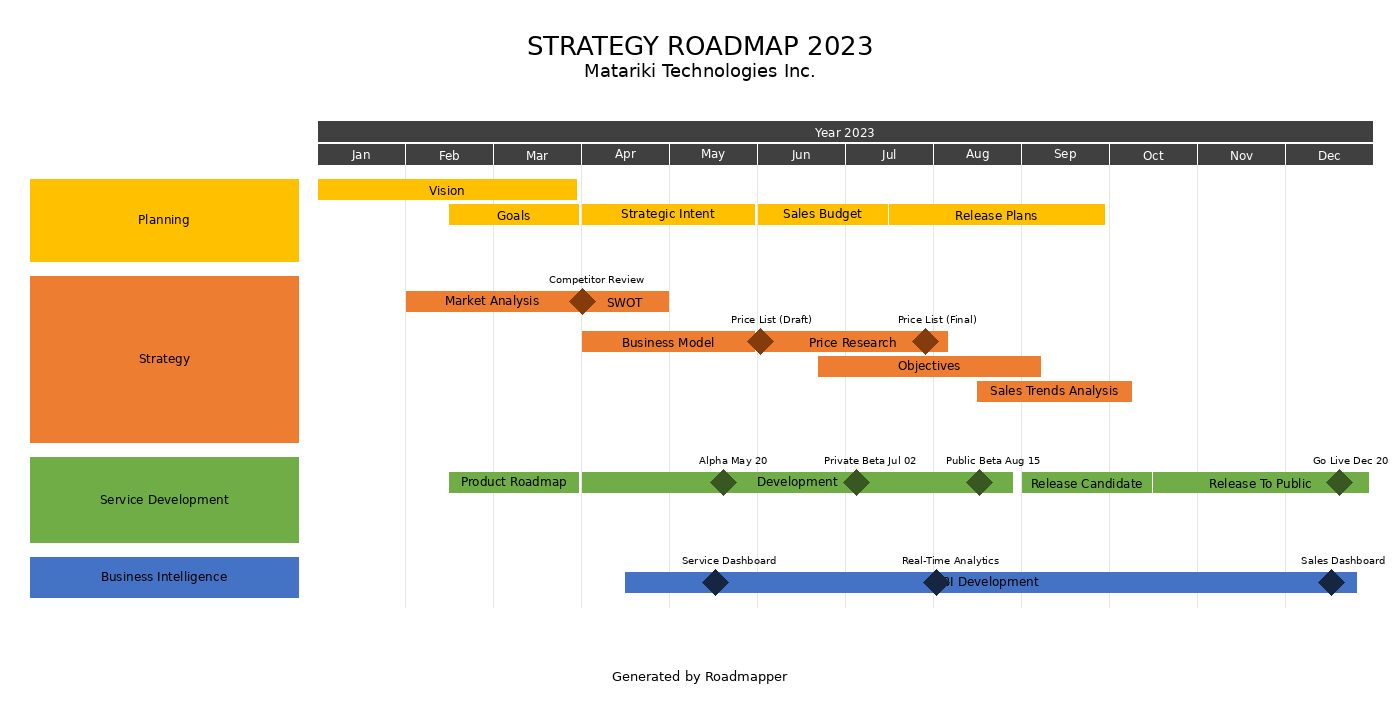 STRATEGY ROADMAP 2023
Matariki Technologies Inc.
Year 2023
Jan Feb Mar Apr May Jun Jul Aug Sep Oct Nov Dec
Planning
Vision
Goals Strategic Intent Sales Budget Release Plans
Strategy
Competitor Review
Market Analysis SWOT
Price List (Draft) Price List (Final)
Business Model Price Research
Objectives
Sales Trends Analysis
Service Development
Alpha May 20 Private Beta Jul 02 Public Beta Aug 15 Go Live Dec 20
Product Roadmap Development Release Candidate Release To Public
Business Intelligence
Service Dashboard Real-Time Analytics Sales Dashboard
BI Development
Generated by Roadmapper